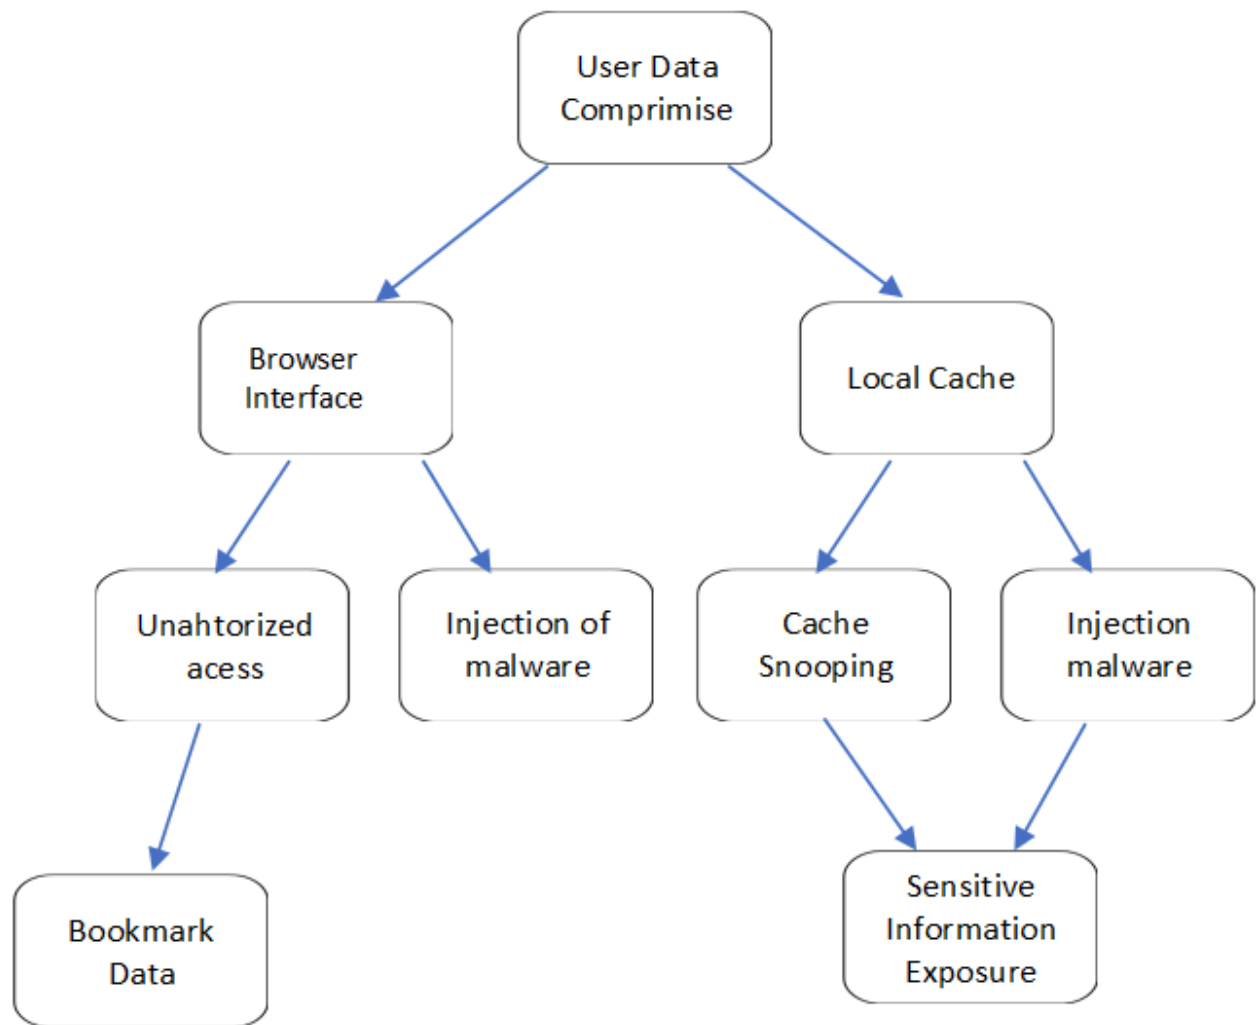 User Data
Comprimise
Browser
Interface
Local Cache
Unahtorized
acess
Injection of
malware
Cache
Snooping
Injection
malware
Bookmark
Data
Sensitive
Information
Exposure